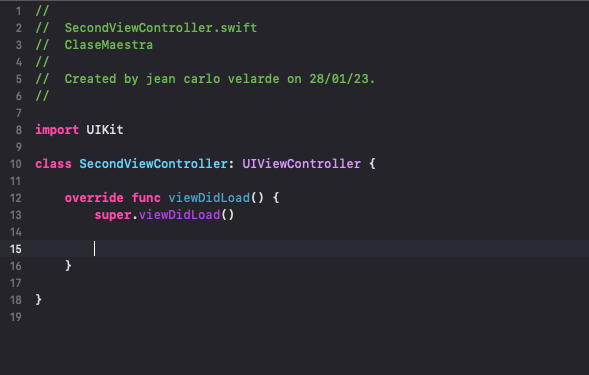 1 //
2 //  SecondViewController.swift
3 //  ClaseMaestra
4 //
5 //  Created by jean carlo velarde on 28/01/23.
6 //
7
8 import UIKit
9
10 class SecondViewController: UIViewController {
11
12     override func viewDidLoad() {
13         super.viewDidLoad()
14
15
16     }
17
18 }
19